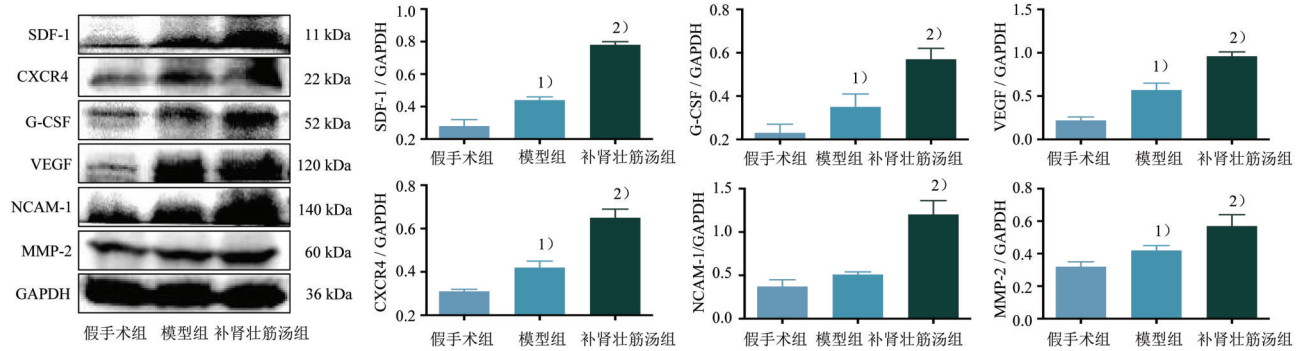 SDF-1 11 kDa
CXCR4 22 kDa
G-CSF 52 kDa
VEGF 120 kDa
NCAM-1 140 kDa
MMP-2 60 kDa
GAPDH 36 kDa
假手术组 模型组 补肾壮筋汤组
SDF-1 / GAPDH
1.0
0.8
0.6
0.4
0.2
1)
2)
假手术组 模型组 补肾壮筋汤组
G-CSF / GAPDH
0.8
0.6
0.4
0.2
1)
2)
假手术组 模型组 补肾壮筋汤组
VEGF / GAPDH
1.5
1.0
0.5
0.0
1)
2)
假手术组 模型组 补肾壮筋汤组
CXCR4 / GAPDH
0.8
0.6
0.4
0.2
1)
2)
假手术组 模型组 补肾壮筋汤组
NCAM-1/GAPDH
1.5
1.0
0.5
0.0
2)
假手术组 模型组 补肾壮筋汤组
MMP-2 / GAPDH
0.8
0.6
0.4
0.2
0.0
1)
2)
假手术组 模型组 补肾壮筋汤组